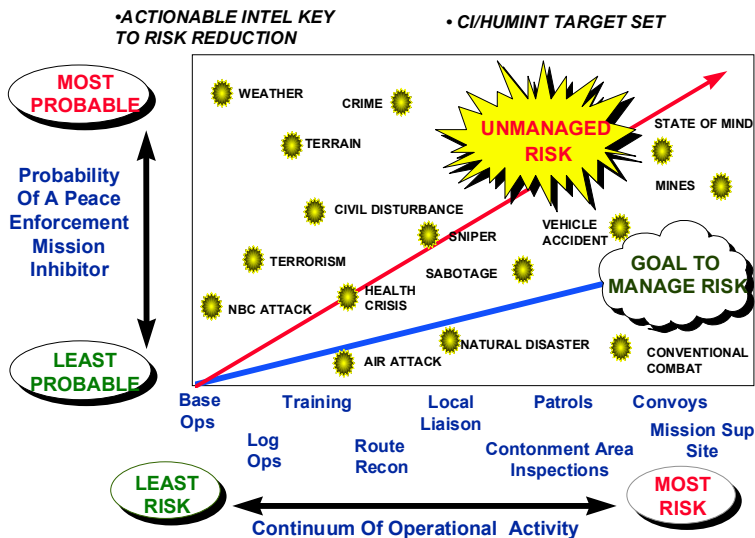 •ACTIONABLE INTEL KEY
TO RISK REDUCTION
• CI/HUMINT TARGET SET
MOST
PROBABLE
Probability
Of A Peace
Enforcement
Mission
Inhibitor
LEAST
PROBABLE
WEATHER
CRIME
UNMANAGED
RISK
STATE OF MIND
TERRAIN
MINES
CIVIL DISTURBANCE
VEHICLE
ACCIDENT
SNIPER
TERRORISM
SABOTAGE
GOAL TO
MANAGE RISK
HEALTH
CRISIS
NBC ATTACK
NATURAL DISASTER
CONVENTIONAL
COMBAT
AIR ATTACK
Base
Ops
Training
Local
Liaison
Patrols
Convoys
Log
Ops
Route
Recon
Contonment Area
Inspections
Mission Sup
Site
LEAST
RISK
MOST
RISK
Continuum Of Operational Activity